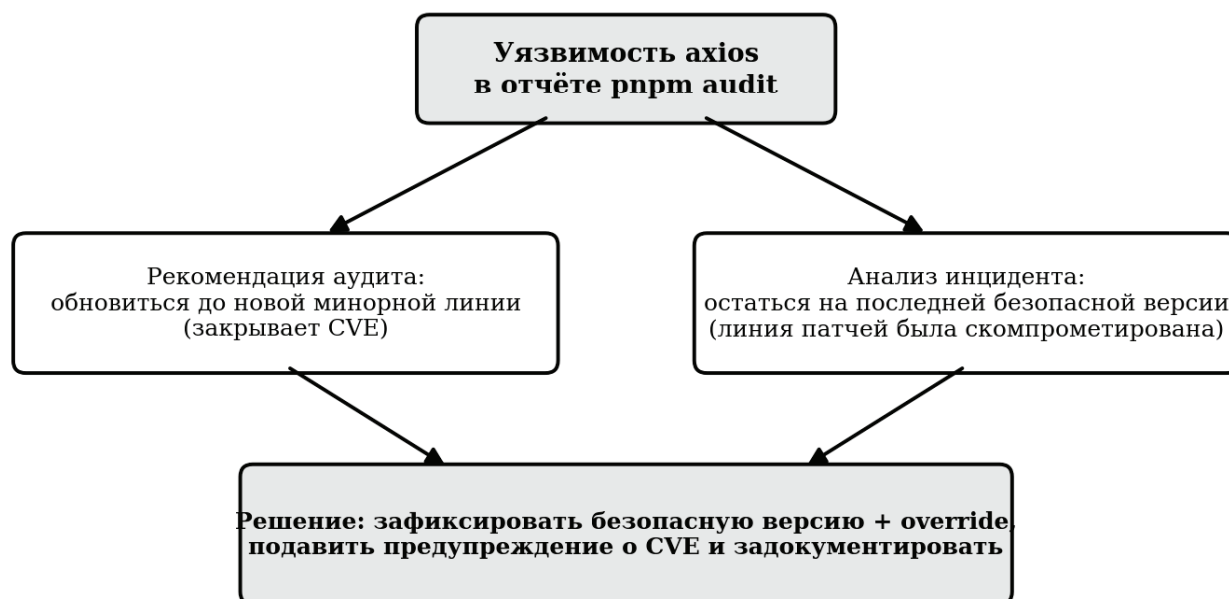 Уязвимость axios
в отчёте pnpm audit
Рекомендация аудита:
обновиться до новой минорной линии
(закрывает CVE)
Анализ инцидента:
остаться на последней безопасной версии
(линия патчей была скомпрометирована)
Решение: зафиксировать безопасную версию + override,
подавить предупреждение о CVE и задокументировать